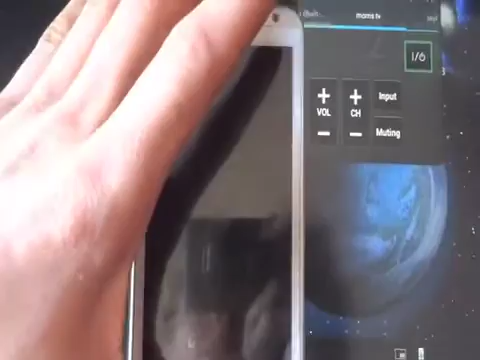 moms tv
I/O
+ + Input
VOL CH
− − Muting